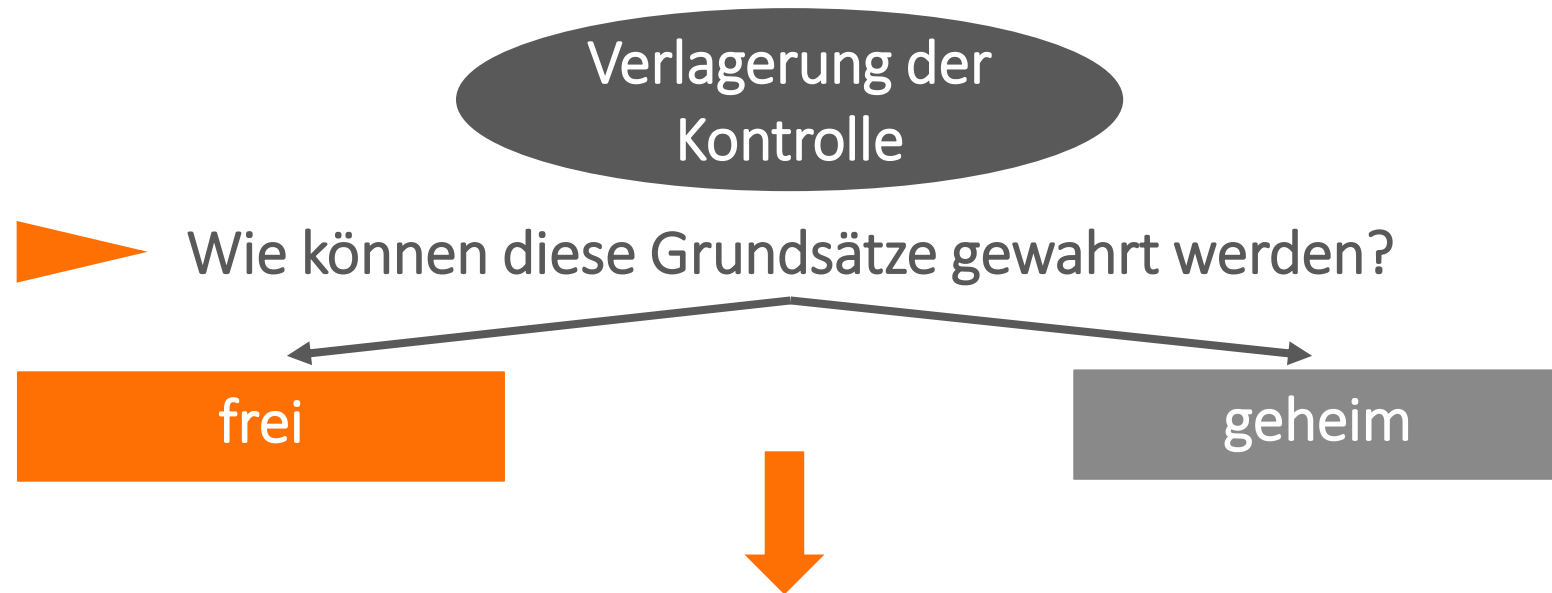 Verlagerung der
Kontrolle
Wie können diese Grundsätze gewahrt werden?
frei
geheim